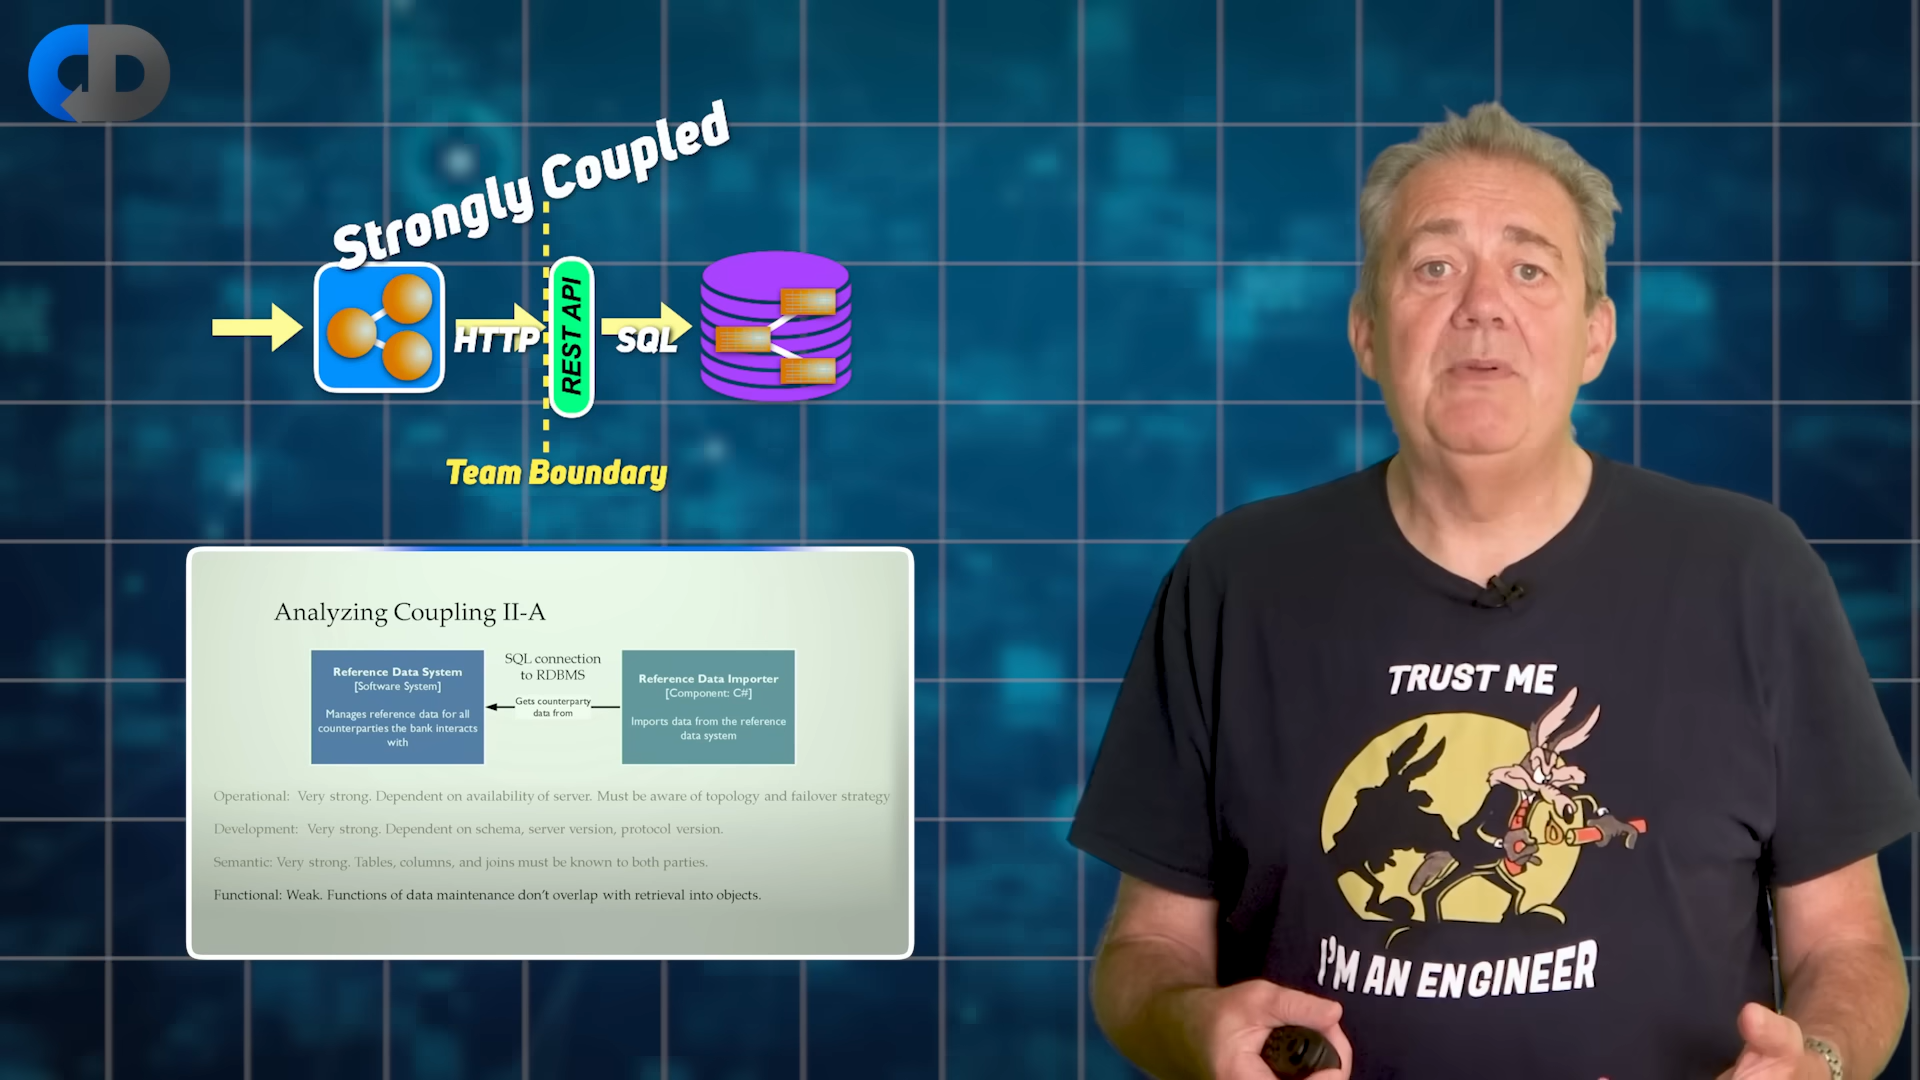 CD
Strongly Coupled
HTTP
REST API
SQL
Team Boundary
Analyzing Coupling II-A
Reference Data System
[Software System]
Manages reference data for all
counterparties the bank interacts
with
SQL connection
to RDBMS
Gets counterparty
data from
Reference Data Importer
[Component: C#]
Imports data from the reference
data system
Operational: Very strong. Dependent on availability of server. Must be aware of topology and failover strategy
Development: Very strong. Dependent on schema, server version, protocol version.
Semantic: Very strong. Tables, columns, and joins must be known to both parties.
Functional: Weak. Functions of data maintenance don't overlap with retrieval into objects.
TRUST ME
I'M AN ENGINEER